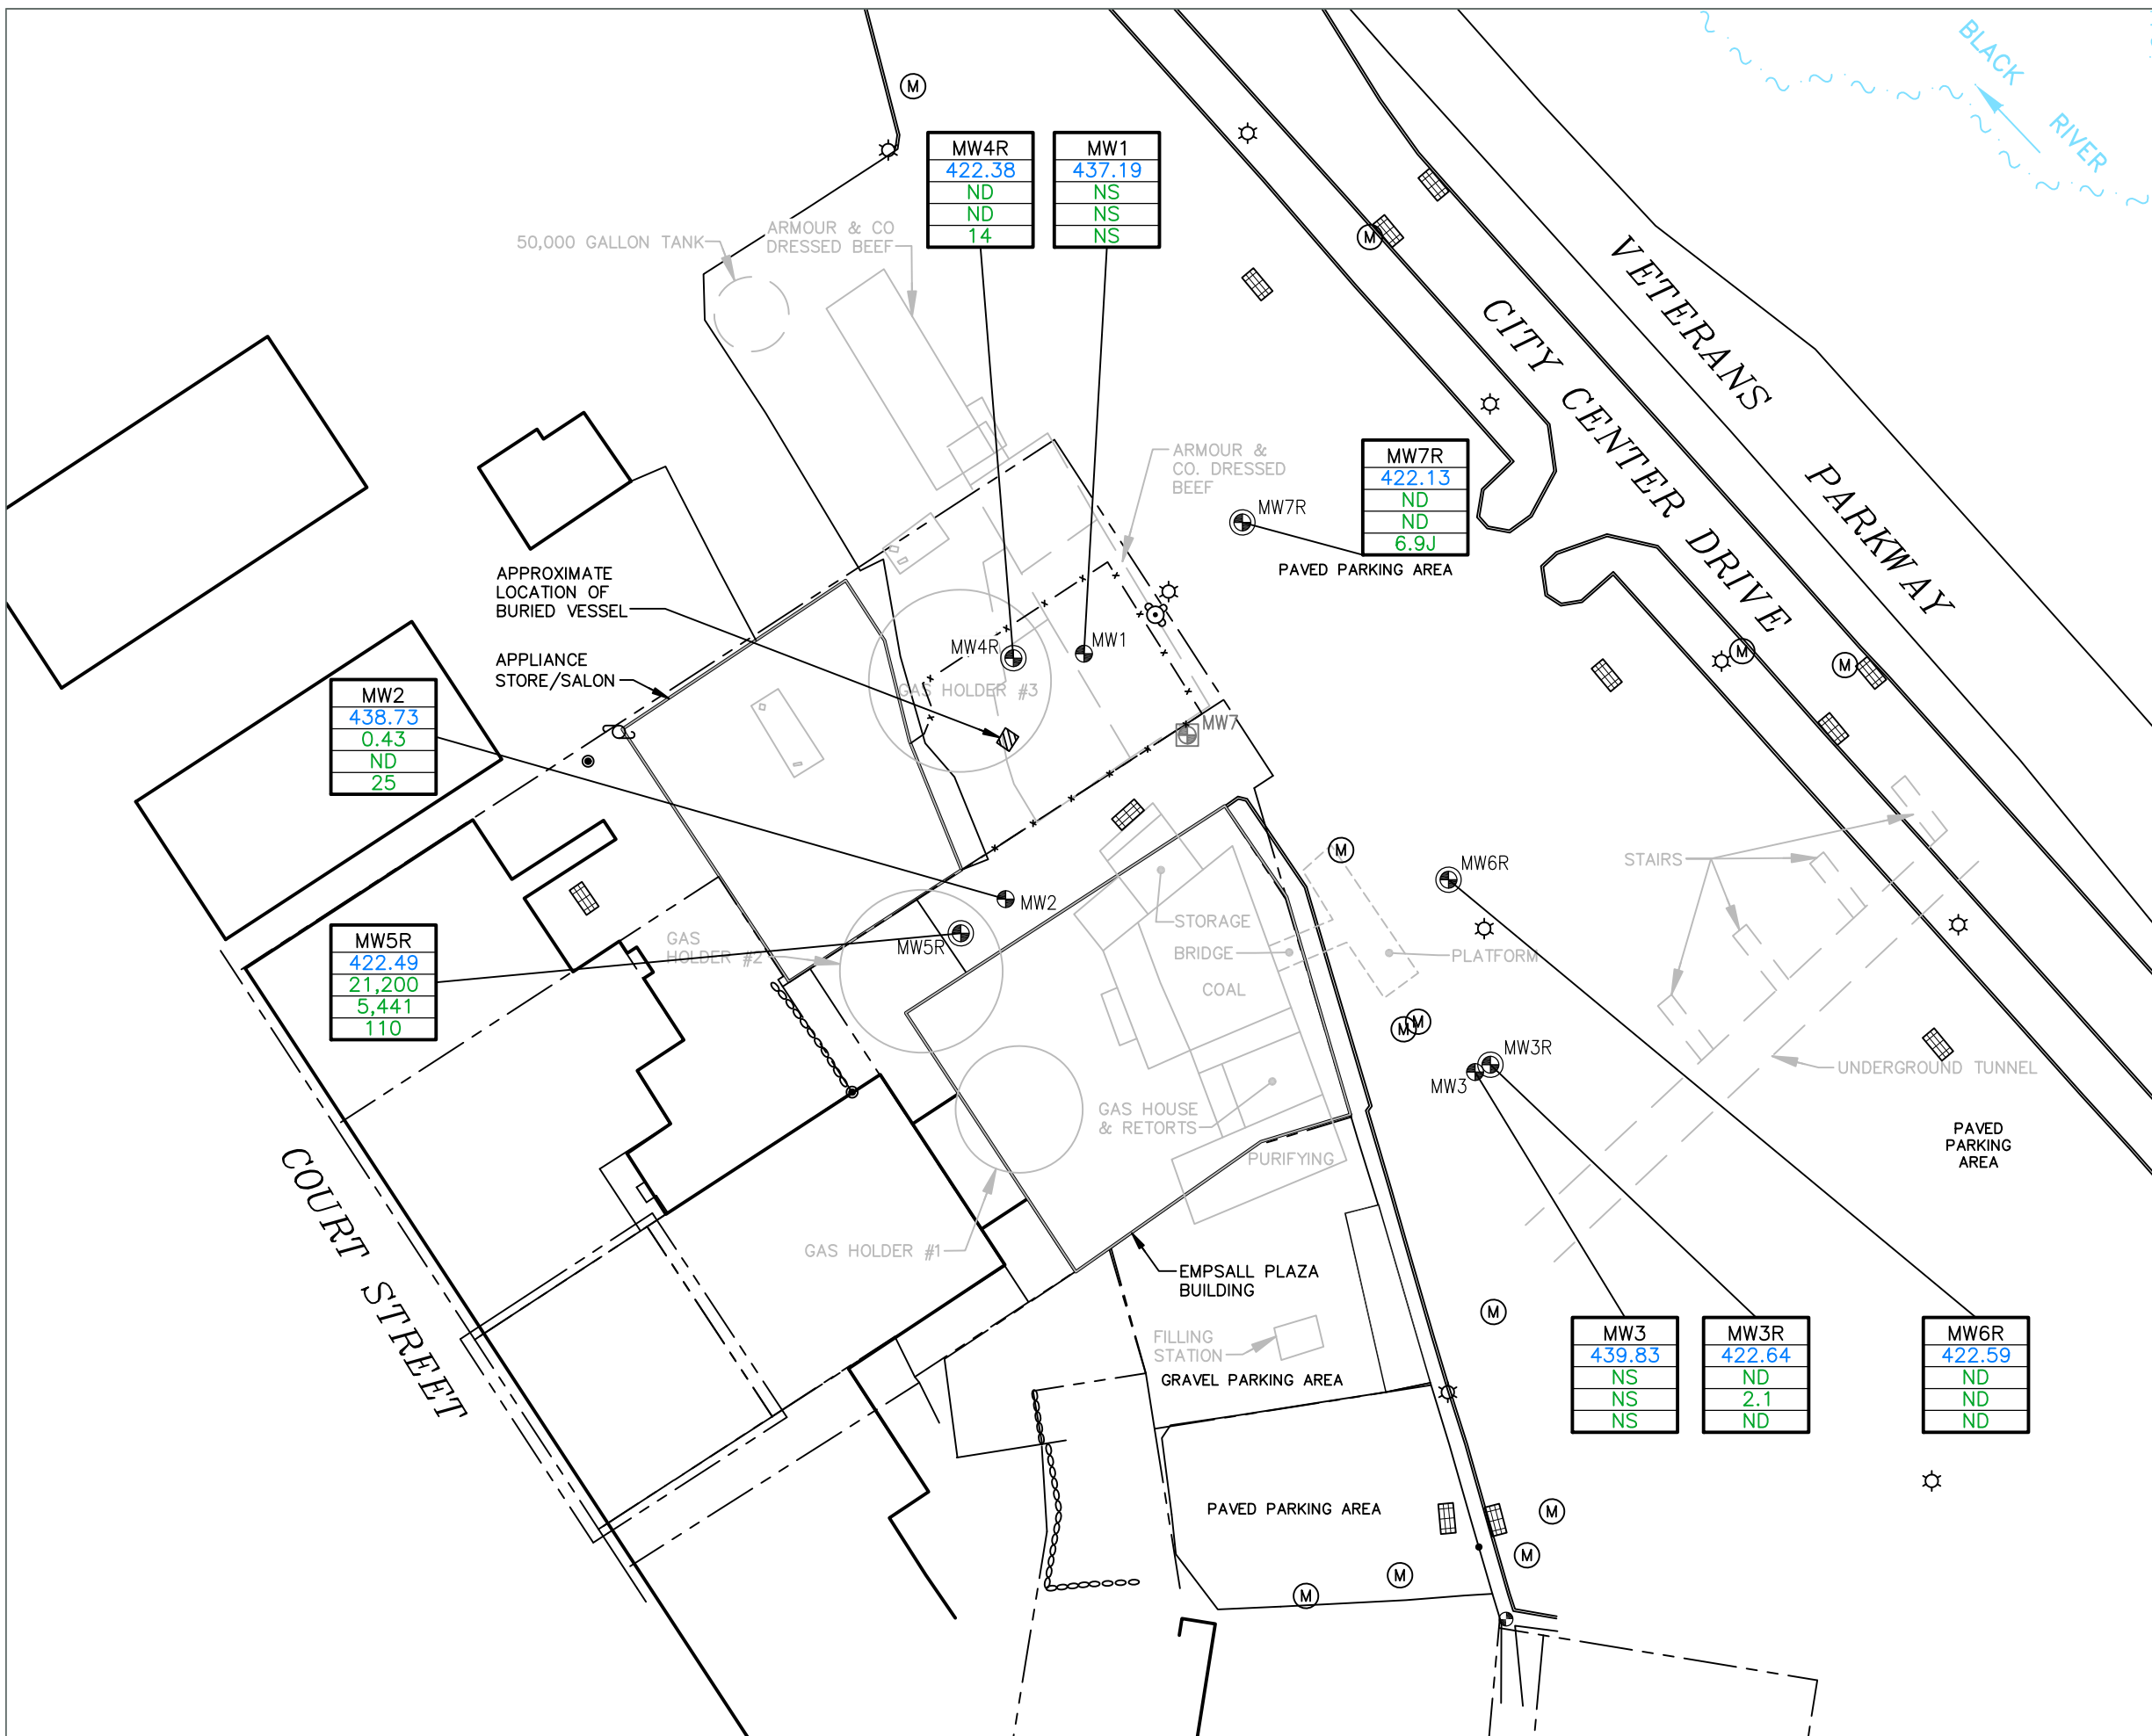 BLACK
RIVER
M
MW4R
422.38
ND
ND
14
MW1
437.19
NS
NS
NS
50,000 GALLON TANK
ARMOUR & CO
DRESSED BEEF
M
VETERANS
PARKWAY
CITY CENTER DRIVE
ARMOUR &
CO. DRESSED
BEEF
MW7R
422.13
ND
ND
6.9J
MW7R
PAVED PARKING AREA
APPROXIMATE
LOCATION OF
BURIED VESSEL
APPLIANCE
STORE/SALON
MW4R
MW1
GAS HOLDER #3
M
M
MW2
438.73
0.43
ND
25
MW7
M
MW6R
STAIRS
MW2
STORAGE
MW5R
422.49
21,200
5,441
110
GAS
HOLDER #2
MW5R
BRIDGE
PLATFORM
COAL
M
M
MW3R
MW3
UNDERGROUND TUNNEL
GAS HOUSE
& RETORTS
PURIFYING
PAVED
PARKING
AREA
COURT STREET
GAS HOLDER #1
EMPSALL PLAZA
BUILDING
M
FILLING
STATION
GRAVEL PARKING AREA
MW3
439.83
NS
NS
NS
MW3R
422.64
ND
2.1
ND
MW6R
422.59
ND
ND
ND
PAVED PARKING AREA
M
M
M
M